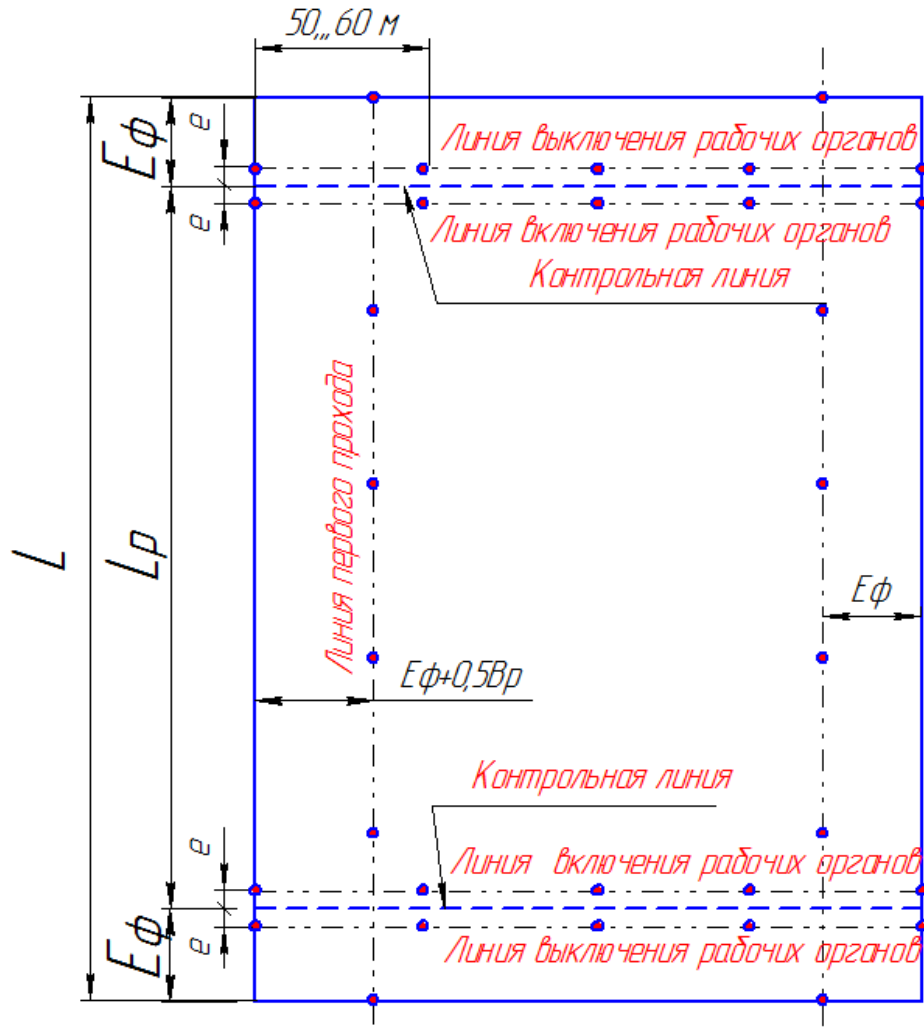 50„,60 м
Еф
е
е
Линия выключения рабочих органов
Линия включения рабочих органов
Контрольная линия
Линия первого прохода
L
Lр
Еф
Еф+0,5Вр
Контрольная линия
е
Линия включения рабочих органов
Еф
е
Линия выключения рабочих органов